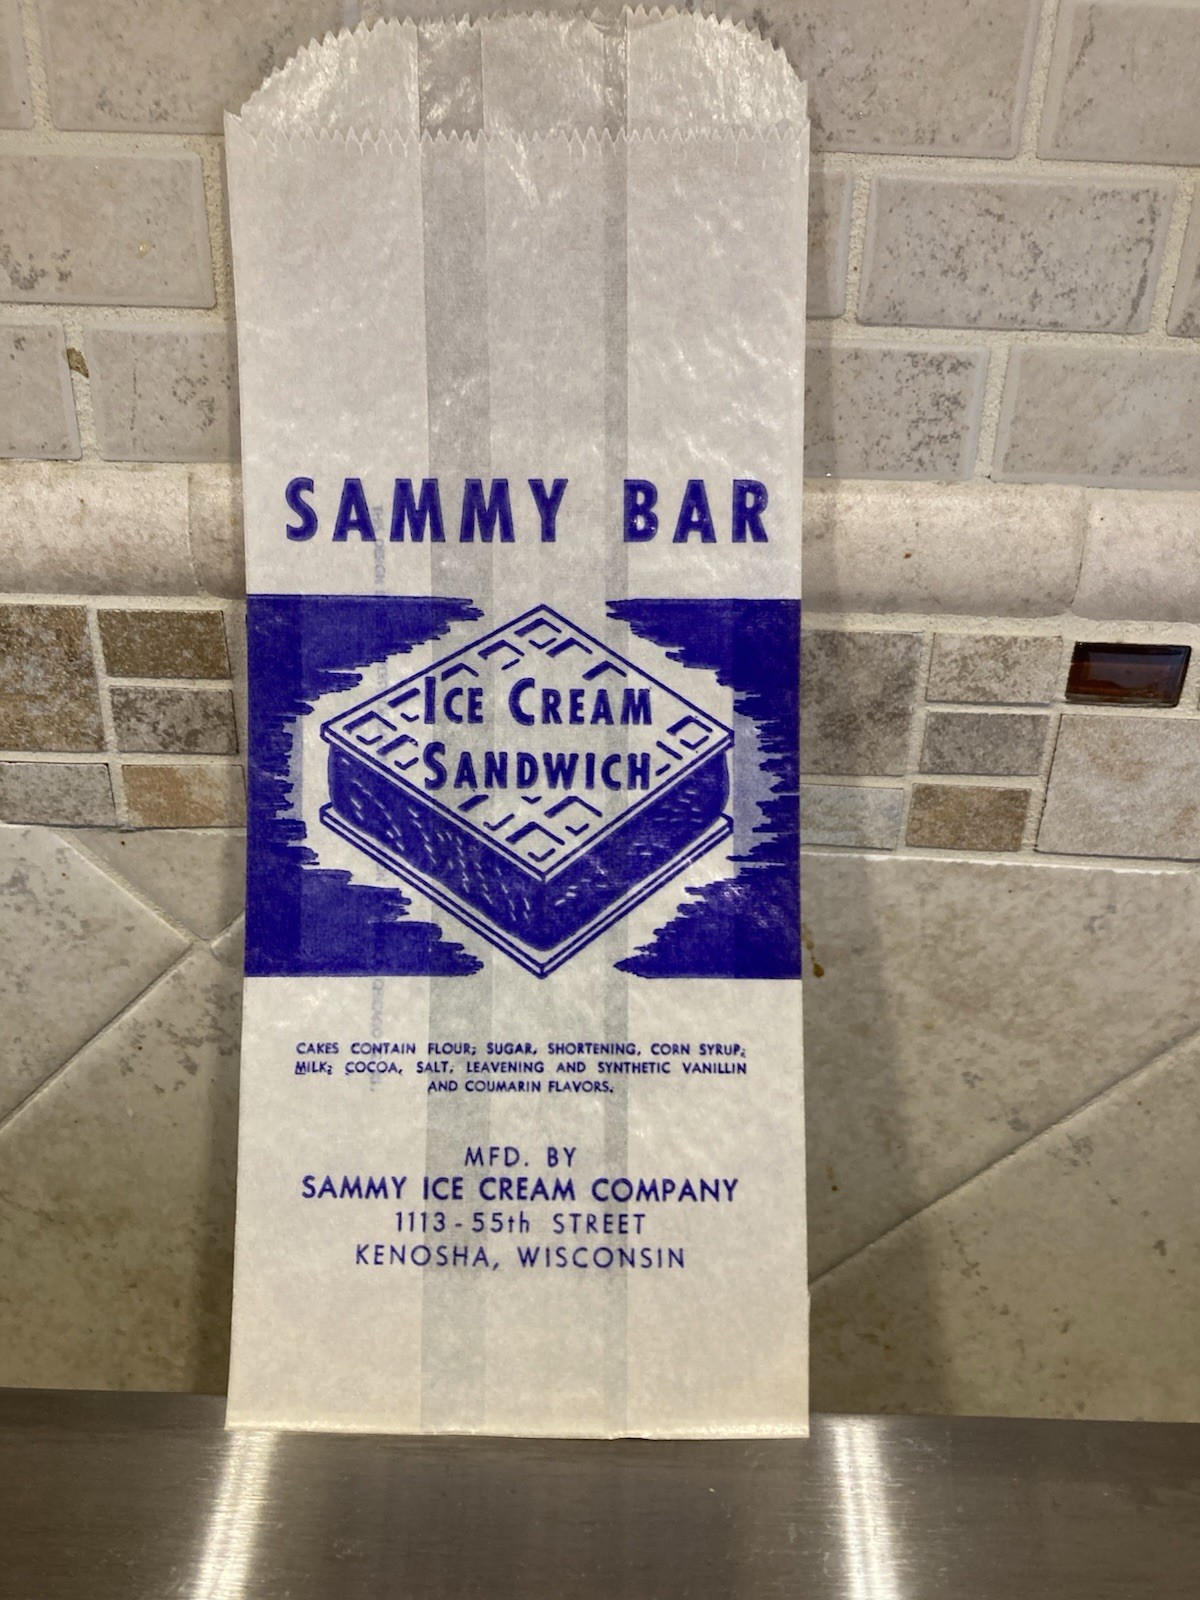 SAMMY BAR
ICE CREAM
SANDWICH
CAKES CONTAIN FLOUR; SUGAR, SHORTENING, CORN SYRUP;
MILK; COCOA, SALT, LEAVENING AND SYNTHETIC VANILLIN
AND COUMARIN FLAVORS.
MFD. BY
SAMMY ICE CREAM COMPANY
1113 - 55th STREET
KENOSHA, WISCONSIN